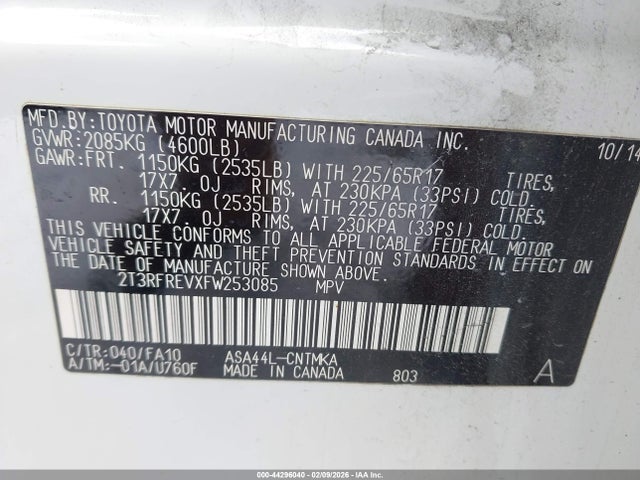 MFD.BY:TOYOTA MOTOR MANUFACTURING CANADA INC. 10/14
GVWR:2085KG (4600LB)
GAWR:FRT. 1150KG (2535LB) WITH 225/65R17 TIRES,
17X7.0J RIMS, AT 230KPA (33PSI) COLD.
RR. 1150KG (2535LB) WITH 225/65R17 TIRES,
17X7.0J RIMS, AT 230KPA (33PSI) COLD.
THIS VEHICLE CONFORMS TO ALL APPLICABLE FEDERAL MOTOR
VEHICLE SAFETY AND THEFT PREVENTION STANDARDS IN EFFECT ON
THE DATE OF MANUFACTURE SHOWN ABOVE.
2T3RFREVXFW253085 MPV
C/TR:040/FA10 ASA44L-CNTMKA
A/TM:-01A/U760F MADE IN CANADA 803 A
000-44296040 - 02/09/2026 - IAAI Copyright